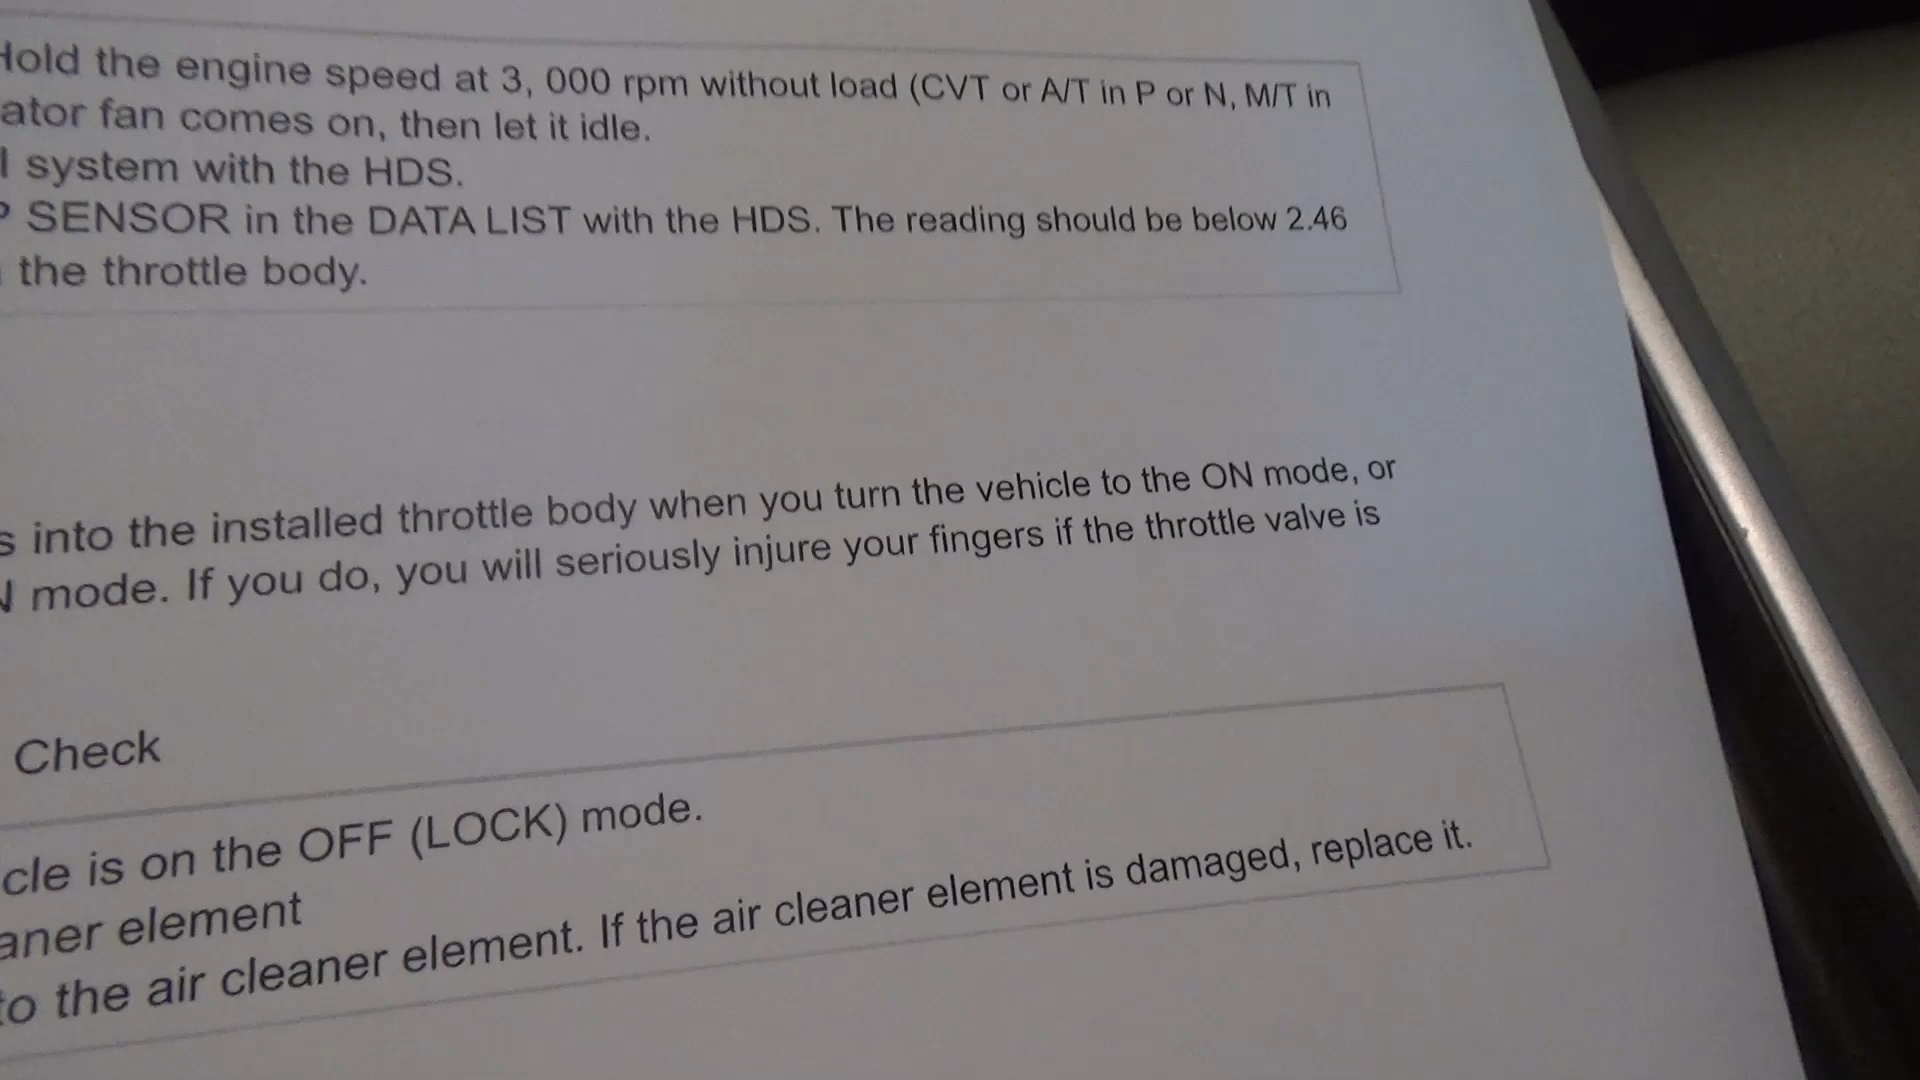 Hold the engine speed at 3, 000 rpm without load (CVT or A/T in P or N, M/T in
ator fan comes on, then let it idle.
system with the HDS.
SENSOR in the DATA LIST with the HDS. The reading should be below 2.46
the throttle body.
s into the installed throttle body when you turn the vehicle to the ON mode, or
mode. If you do, you will seriously injure your fingers if the throttle valve is
Check
cle is on the OFF (LOCK) mode.
aner element
to the air cleaner element. If the air cleaner element is damaged, replace it.